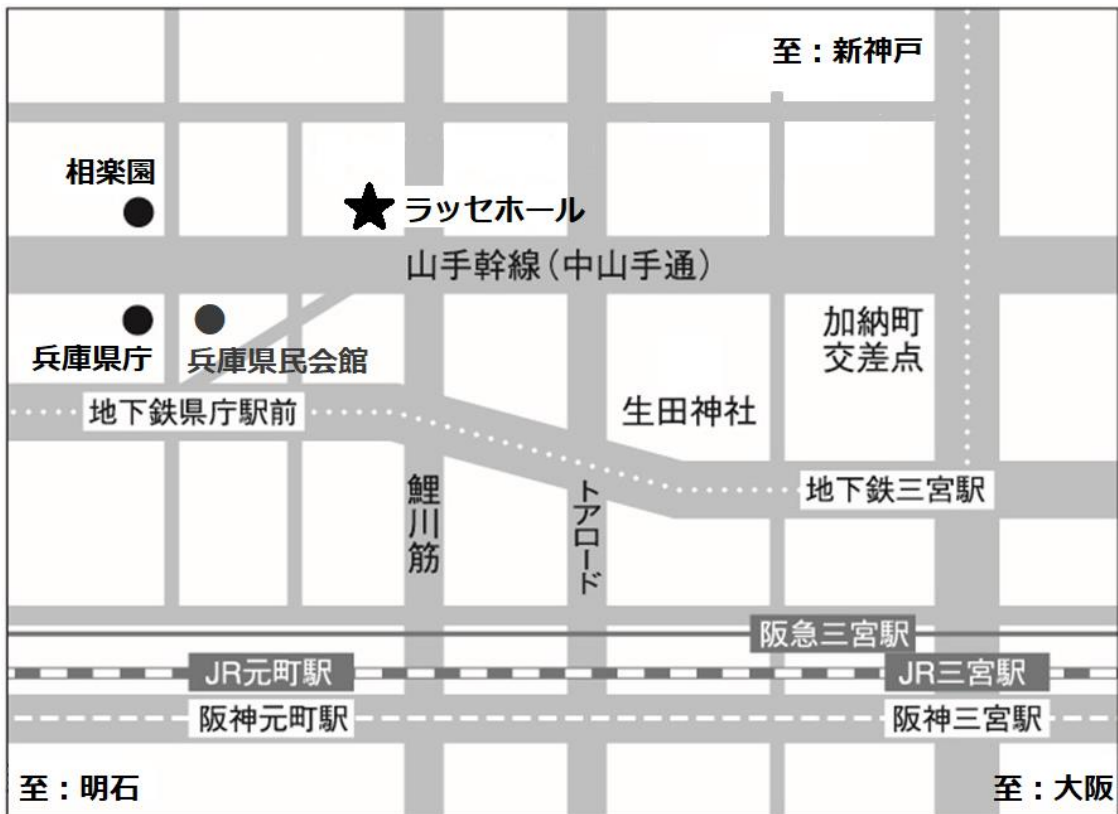 至：新神戸
相楽園
ラッセホール
山手幹線（中山手通）
加納町
交差点
兵庫県庁
兵庫県民会館
地下鉄県庁駅前
生田神社
地下鉄三宮駅
鯉川筋
トアロード
阪急三宮駅
JR元町駅
JR三宮駅
阪神元町駅
阪神三宮駅
至：明石
至：大阪